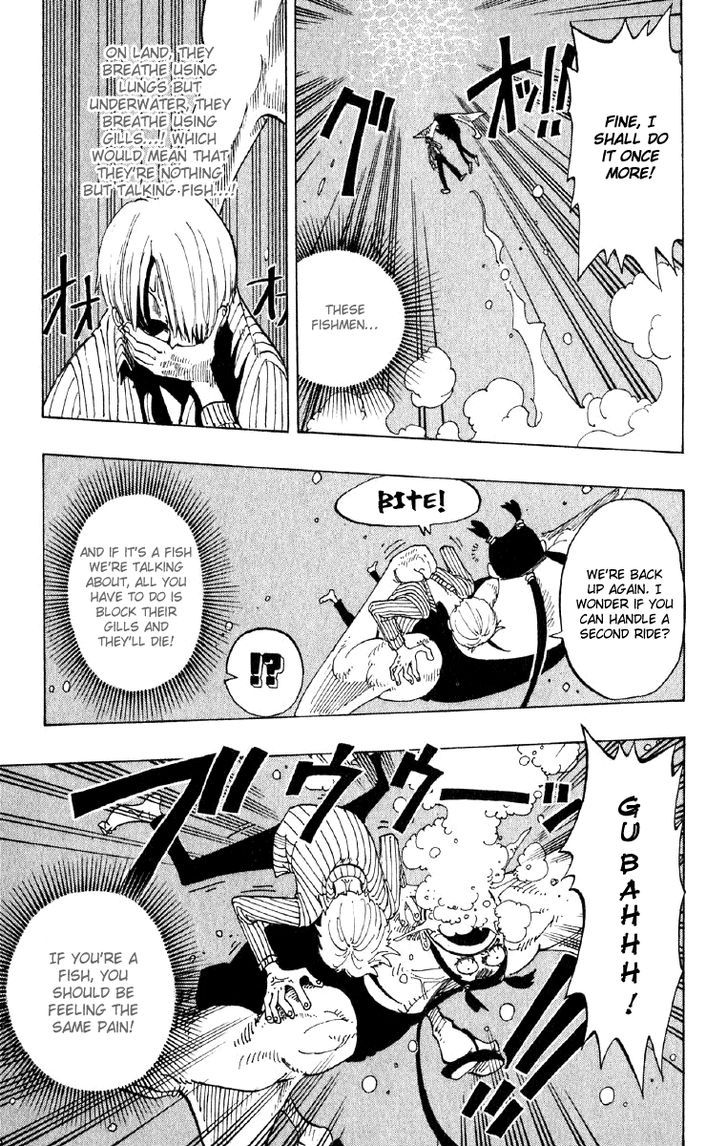 FINE, I
SHALL DO
IT ONCE
MORE!
オオ!!
グ
THESE
FISHMEN...
ON LAND, THEY
BREATHE USING
LUNGS BUT
UNDERWATER, THEY
BREATHE USING
GILLS...! WHICH
WOULD MEAN THAT
THEY'RE NOTHING
BUT TALKING FISH...!
オオ
オオ
WE'RE BACK
UP AGAIN. I
WONDER IF YOU
CAN HANDLE A
SECOND RIDE?
BITE!
AND IF IT'S A FISH
WE'RE TALKING
ABOUT, ALL YOU
HAVE TO DO IS
BLOCK THEIR
GILLS AND
THEY'LL DIE!
!?
GUBAHHH!
ブウウーッ
IF YOU'RE A
FISH, YOU
SHOULD BE
FEELING THE
SAME PAIN!